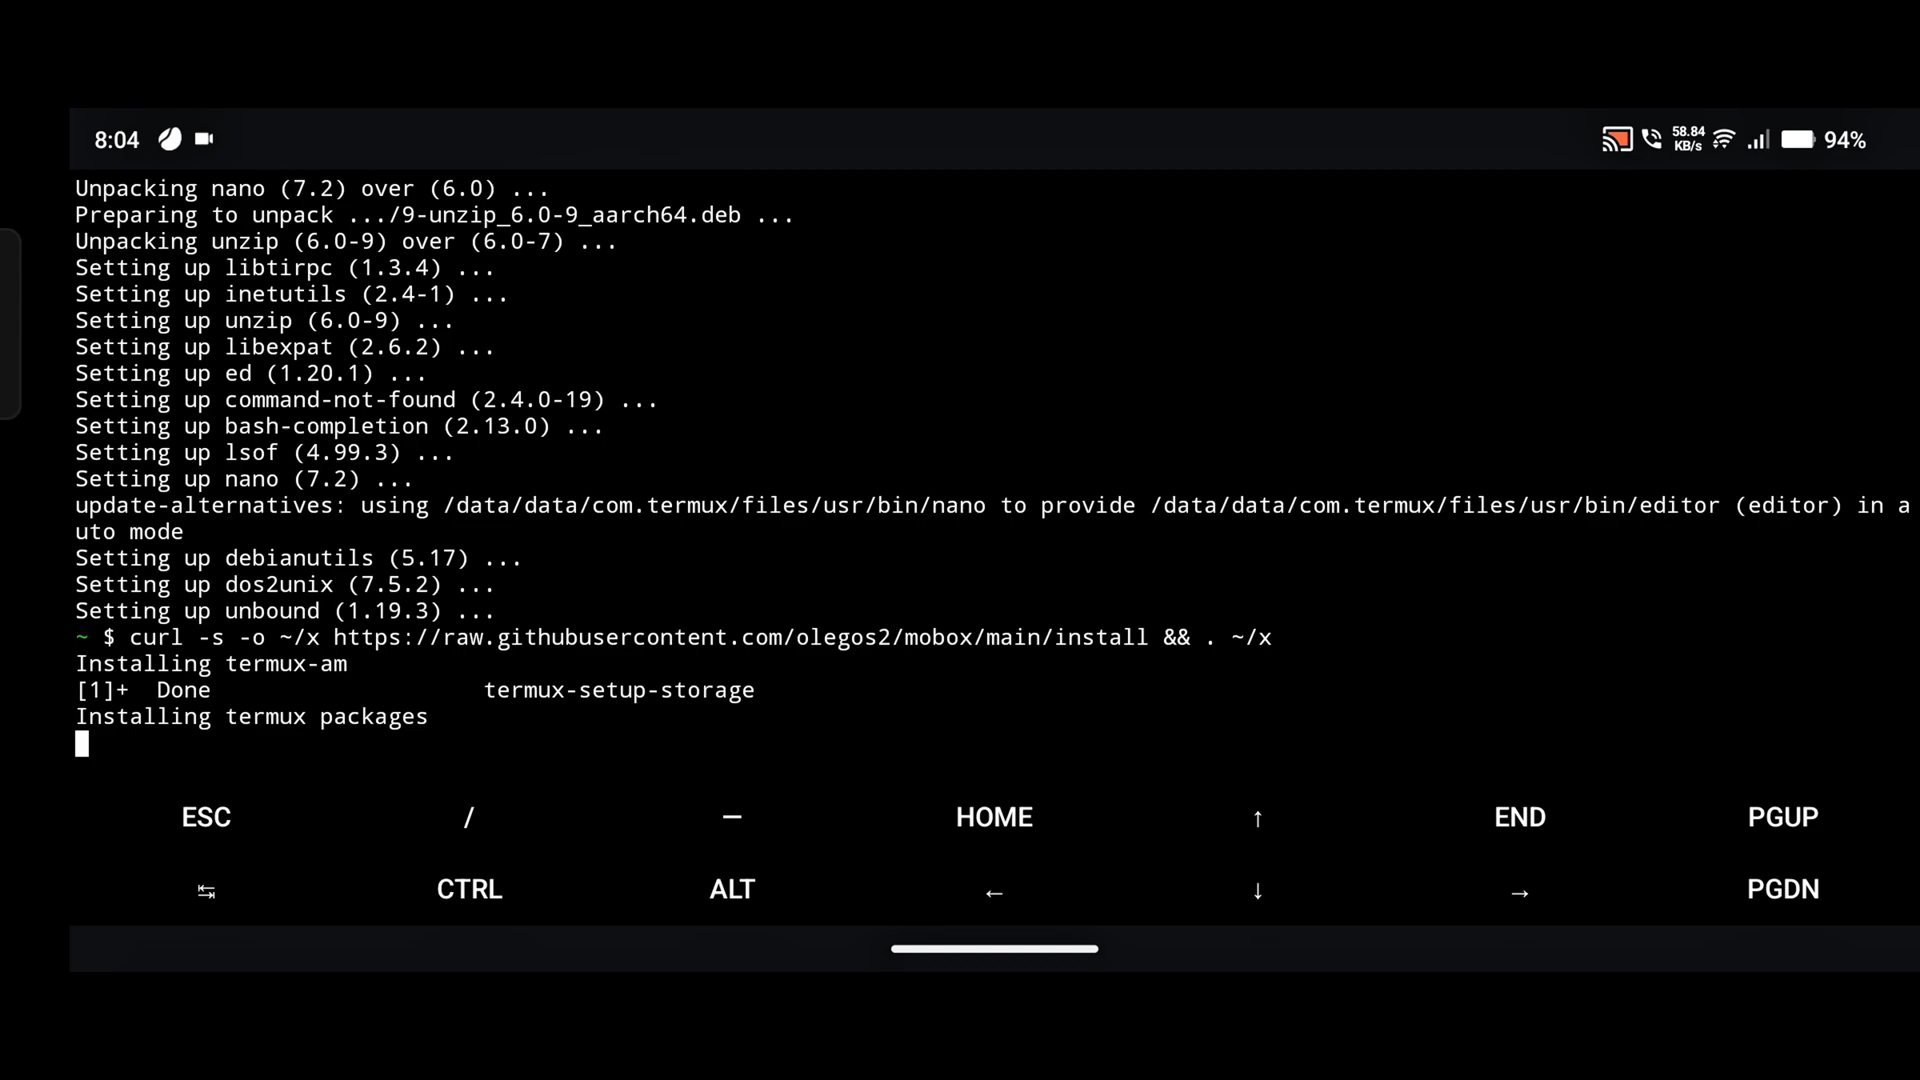 8:04 58.84 KB/s 94%
Unpacking nano (7.2) over (6.0) ...
Preparing to unpack .../9-unzip_6.0-9_aarch64.deb ...
Unpacking unzip (6.0-9) over (6.0-7) ...
Setting up libtirpc (1.3.4) ...
Setting up inetutils (2.4-1) ...
Setting up unzip (6.0-9) ...
Setting up libexpat (2.6.2) ...
Setting up ed (1.20.1) ...
Setting up command-not-found (2.4.0-19) ...
Setting up bash-completion (2.13.0) ...
Setting up lsof (4.99.3) ...
Setting up nano (7.2) ...
update-alternatives: using /data/data/com.termux/files/usr/bin/nano to provide /data/data/com.termux/files/usr/bin/editor (editor) in a
uto mode
Setting up debianutils (5.17) ...
Setting up dos2unix (7.5.2) ...
Setting up unbound (1.19.3) ...
~ $ curl -s -o ~/x https://raw.githubusercontent.com/olegos2/mobox/main/install && . ~/x
Installing termux-am
[1]+  Done                    termux-setup-storage
Installing termux packages
ESC / — HOME ↑ END PGUP
↹ CTRL ALT ← ↓ → PGDN